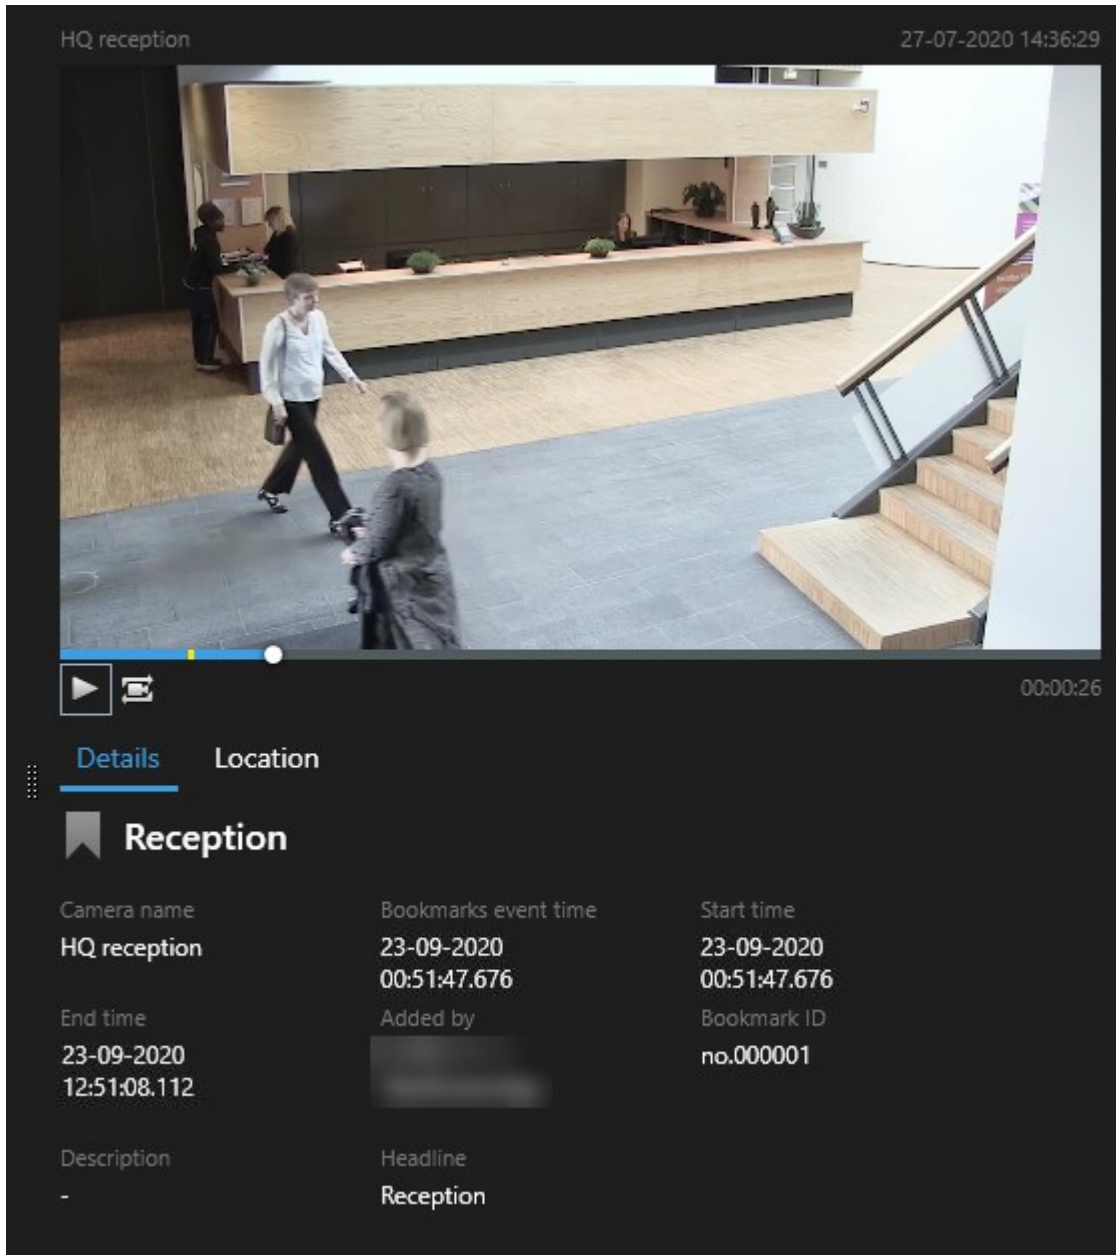 HQ reception 27-07-2020 14:36:29
00:00:26
Details Location
Reception
Camera name Bookmarks event time Start time
HQ reception 23-09-2020 23-09-2020
00:51:47.676 00:51:47.676
End time Added by Bookmark ID
23-09-2020 no.000001
12:51:08.112
Description Headline
- Reception